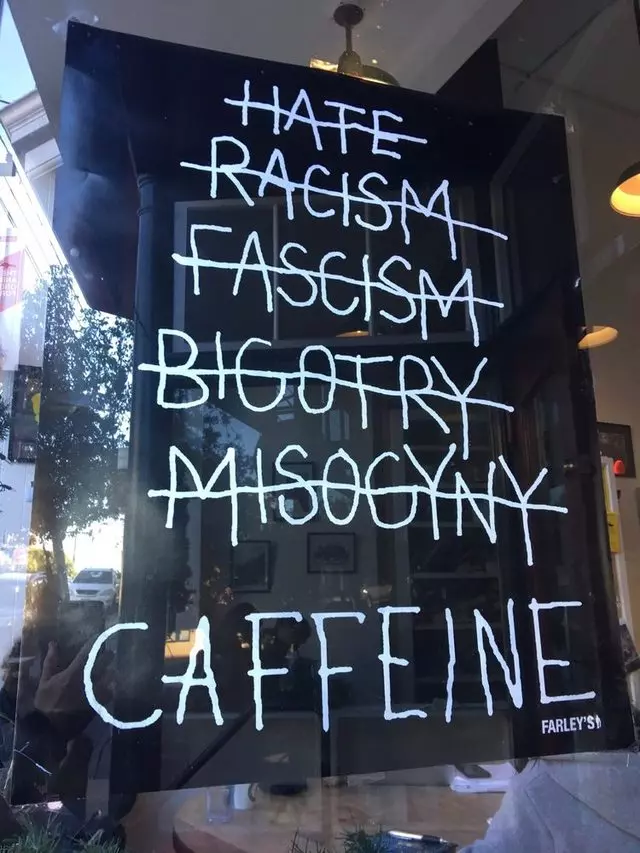 HATE
RACISM
FASCISM
BIGOTRY
MISOGYNY
CAFFEINE
FARLEY'S